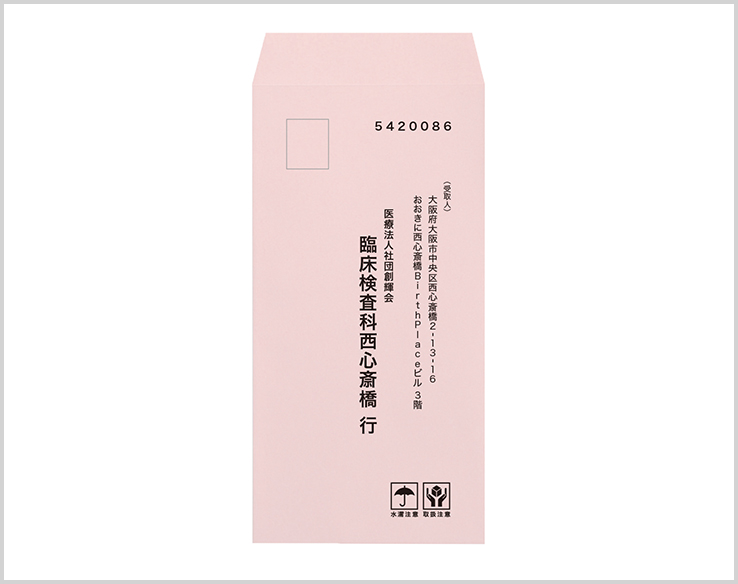 5420086
（受取人）
大阪府大阪市中央区西心斎橋2-13-16
おおきに西心斎橋BirthPlaceビル 3階
医療法人社団創輝会
臨床検査科西心斎橋 行
水濡注意
取扱注意